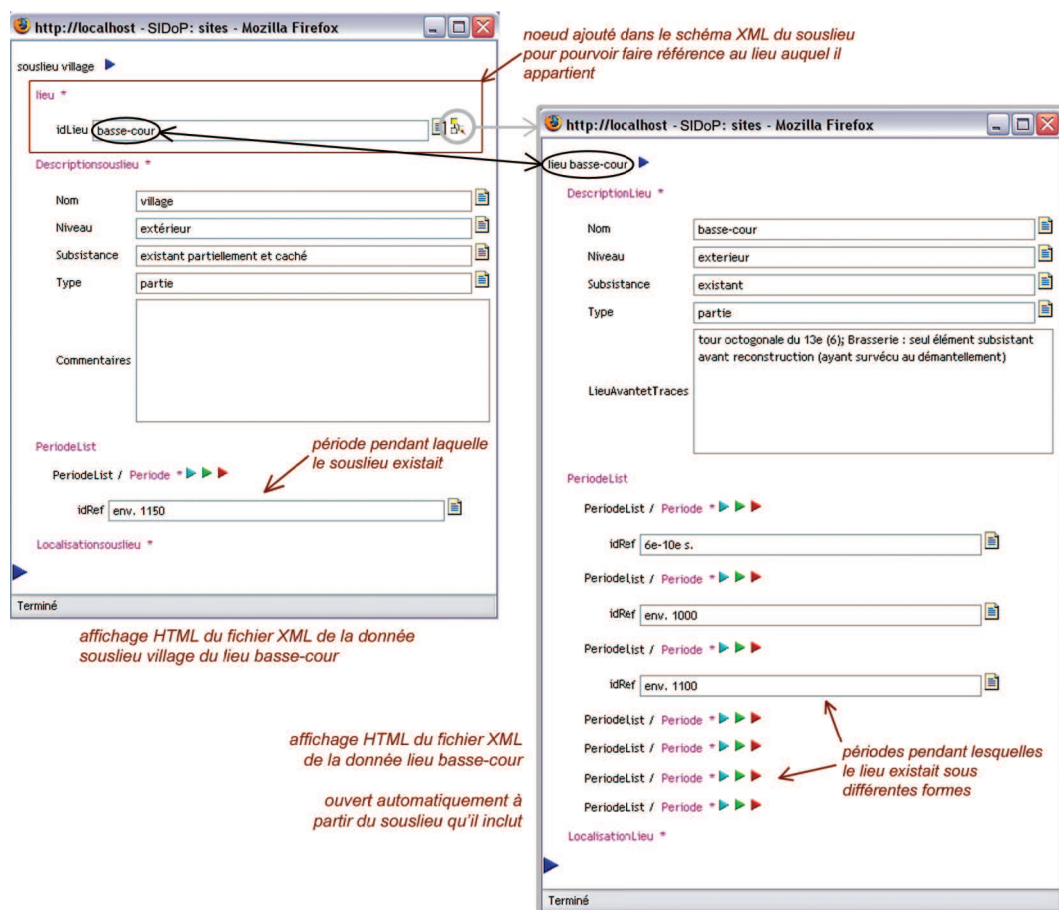 http://localhost - SIDoP: sites - Mozilla Firefox
souslieu village
lieu *
idLieu basse-cour
Descriptionsouslieu *
Nom village
Niveau extérieur
Subsistance existant partiellement et caché
Type partie
Commentaires
PeriodeList
PeriodeList / Periode *
idRef env. 1150
Localisationsouslieu *
Terminé
noeud ajouté dans le schéma XML du souslieu
pour pourvoir faire référence au lieu auquel il
appartient
période pendant laquelle
le souslieu existait
affichage HTML du fichier XML de la donnée
souslieu village du lieu basse-cour
http://localhost - SIDoP: sites - Mozilla Firefox
lieu basse-cour
DescriptionLieu *
Nom basse-cour
Niveau exterieur
Subsistance existant
Type partie
LieuAvantetTraces
tour octogonale du 13e (6); Brasserie : seul élément subsistant
avant reconstruction (ayant survécu au démantellement)
PeriodeList
PeriodeList / Periode *
idRef 6e-10e s.
PeriodeList / Periode *
idRef env. 1000
PeriodeList / Periode *
idRef env. 1100
PeriodeList / Periode *
PeriodeList / Periode *
PeriodeList / Periode *
PeriodeList / Periode *
LocalisationLieu *
Terminé
périodes pendant lesquelles
le lieu existait sous
différentes formes
affichage HTML du fichier XML
de la donnée lieu basse-cour
ouvert automatiquement à
partir du souslieu qu'il inclut